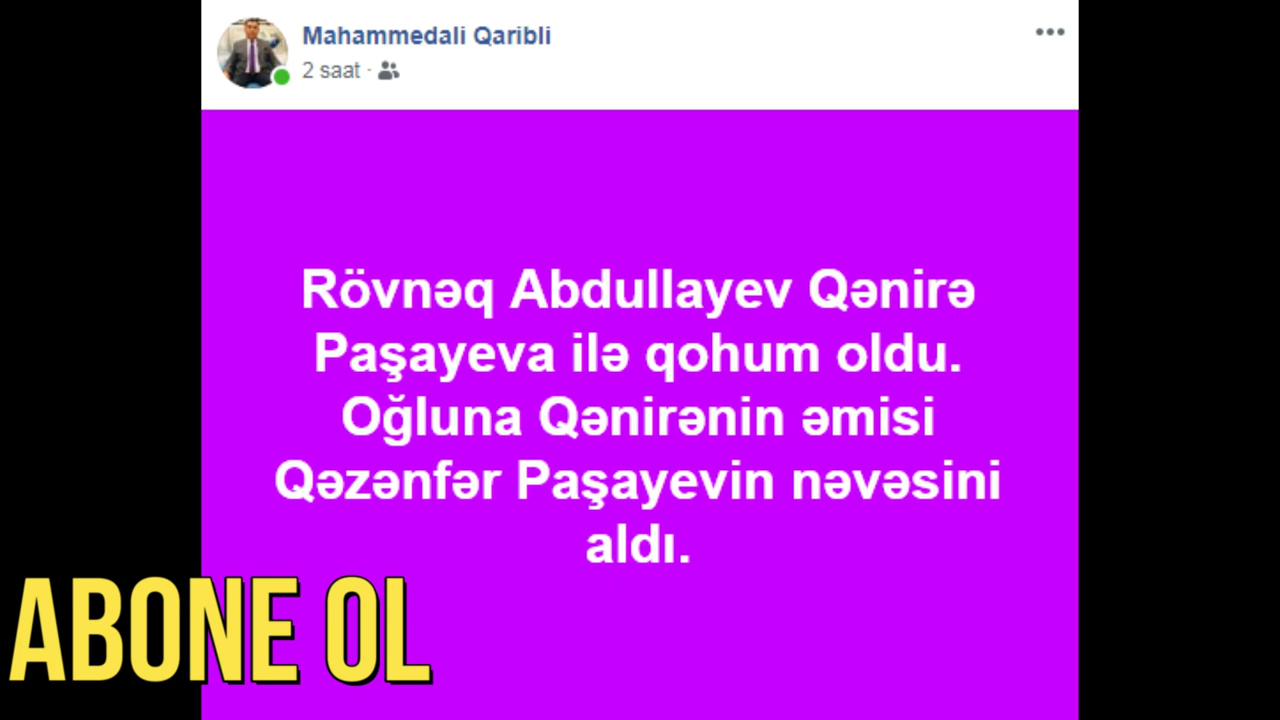 Mahammedali Qaribli
2 saat ·
Rövnəq Abdullayev Qənirə
Paşayeva ilə qohum oldu.
Oğluna Qənirənin əmisi
Qəzənfər Paşayevin nəvəsini
aldı.
ABONE OL